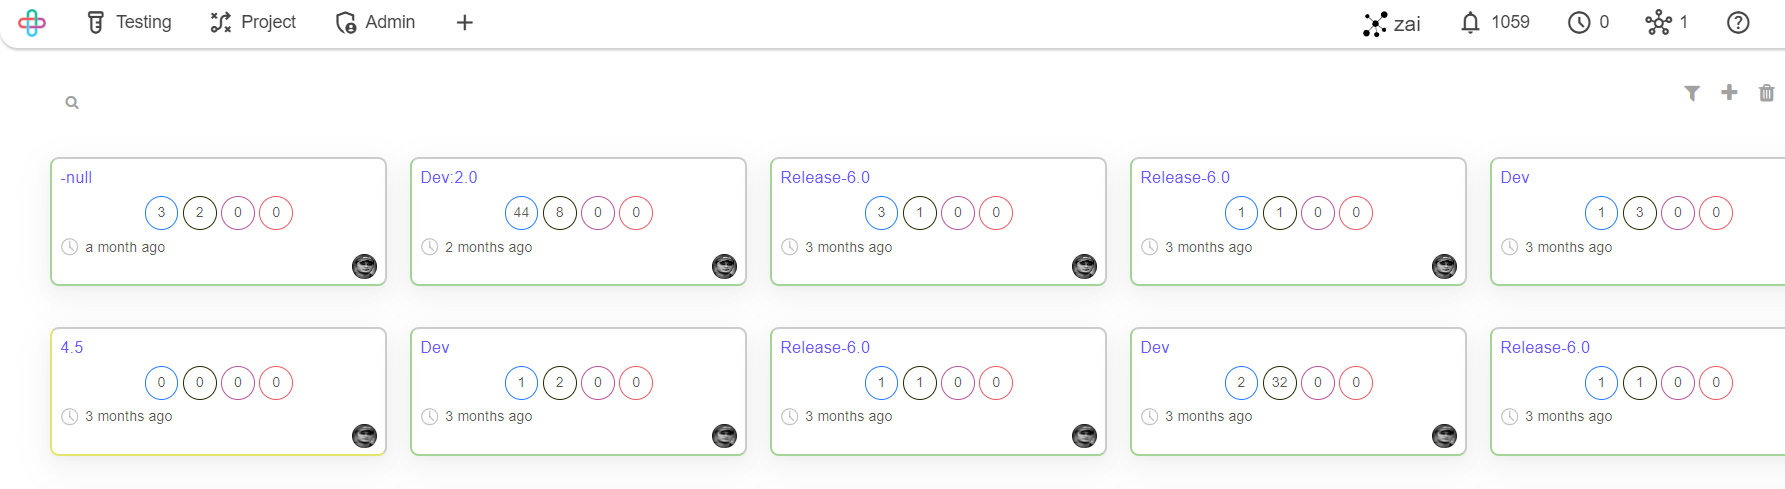 Testing Project Admin zai 1059 0 1
-null Dev:2.0 Release-6.0 Release-6.0 Dev
3 2 0 0 44 8 0 0 3 1 0 0 1 1 0 0 1 3 0 0
a month ago 2 months ago 3 months ago 3 months ago 3 months ago
4.5 Dev Release-6.0 Dev Release-6.0
0 0 0 0 1 2 0 0 1 1 0 0 2 32 0 0 1 1 0 0
3 months ago 3 months ago 3 months ago 3 months ago 3 months ago